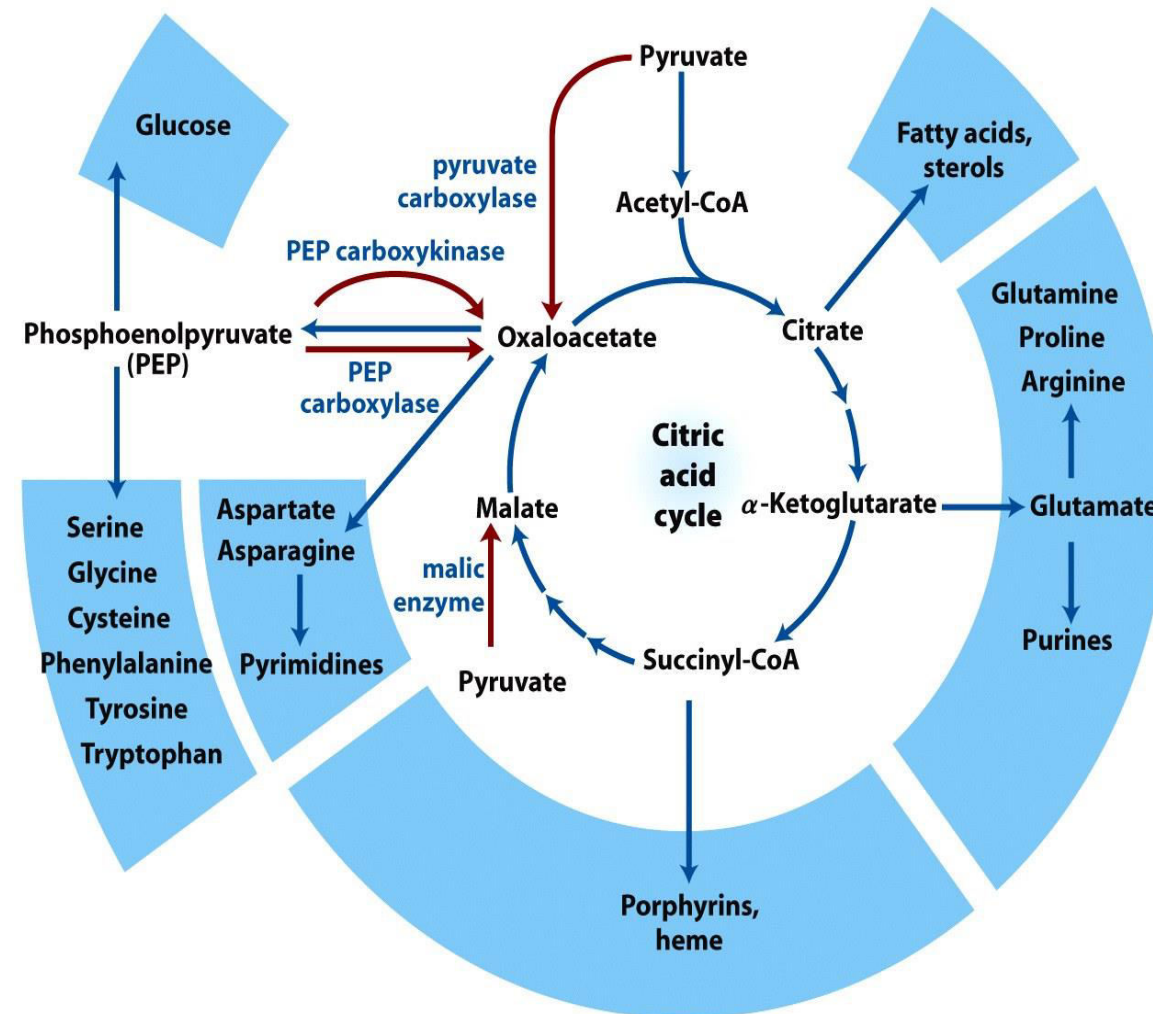 Pyruvate
Glucose
Fatty acids,
sterols
pyruvate
carboxylase
Acetyl-CoA
PEP carboxykinase
Phosphoenolpyruvate
(PEP)
Oxaloacetate
Citrate
Glutamine
Proline
Arginine
PEP
carboxylase
Citric
acid
cycle
Malate
α-Ketoglutarate
Glutamate
Aspartate
Asparagine
Pyrimidines
Serine
Glycine
Cysteine
Phenylalanine
Tyrosine
Tryptophan
malic
enzyme
Pyruvate
Succinyl-CoA
Purines
Porphyrins,
heme